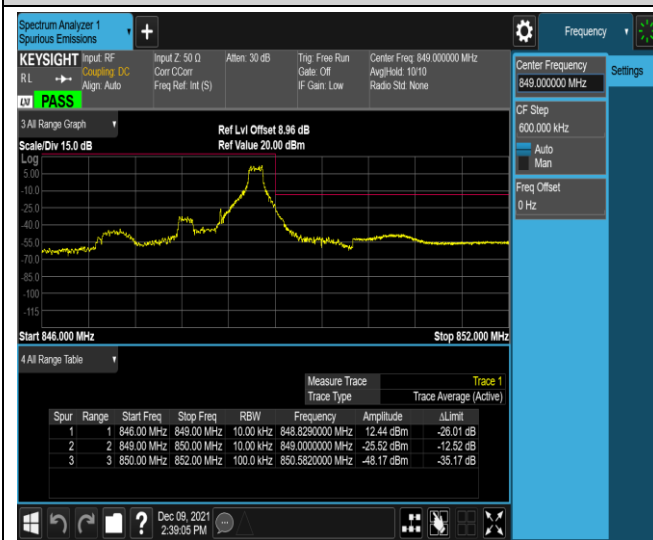 Spectrum Analyzer 1
Spurious Emissions
Frequency
KEYSIGHT
RL
Input: RF
Coupling: DC
Align: Auto
Input Z: 50 Ω
Corr CCorr
Freq Ref: Int (S)
Atten: 30 dB
Trig: Free Run
Gate: Off
IF Gain: Low
Center Freq: 849.000000 MHz
Avg|Hold: 10/10
Radio Std: None
LXI
PASS
Center Frequency
849.000000 MHz
Settings
CF Step
600.000 kHz
Auto
Man
Freq Offset
0 Hz
3 All Range Graph
Scale/Div 15.0 dB
Ref Lvl Offset 8.96 dB
Ref Value 20.00 dBm
Log
5.00
-10.0
-25.0
-40.0
-55.0
-70.0
-85.0
-100
-115
Start 846.000 MHz
Stop 852.000 MHz
4 All Range Table
Measure Trace Trace 1
Trace Type Trace Average (Active)
Spur Range Start Freq Stop Freq RBW Frequency Amplitude ΔLimit
1 1 846.00 MHz 849.00 MHz 10.00 kHz 848.8290000 MHz 12.44 dBm -26.01 dB
2 2 849.00 MHz 850.00 MHz 10.00 kHz 849.0000000 MHz -25.52 dBm -12.52 dB
3 3 850.00 MHz 852.00 MHz 100.0 kHz 850.5820000 MHz -48.17 dBm -35.17 dB
Dec 09, 2021
2:39:05 PM